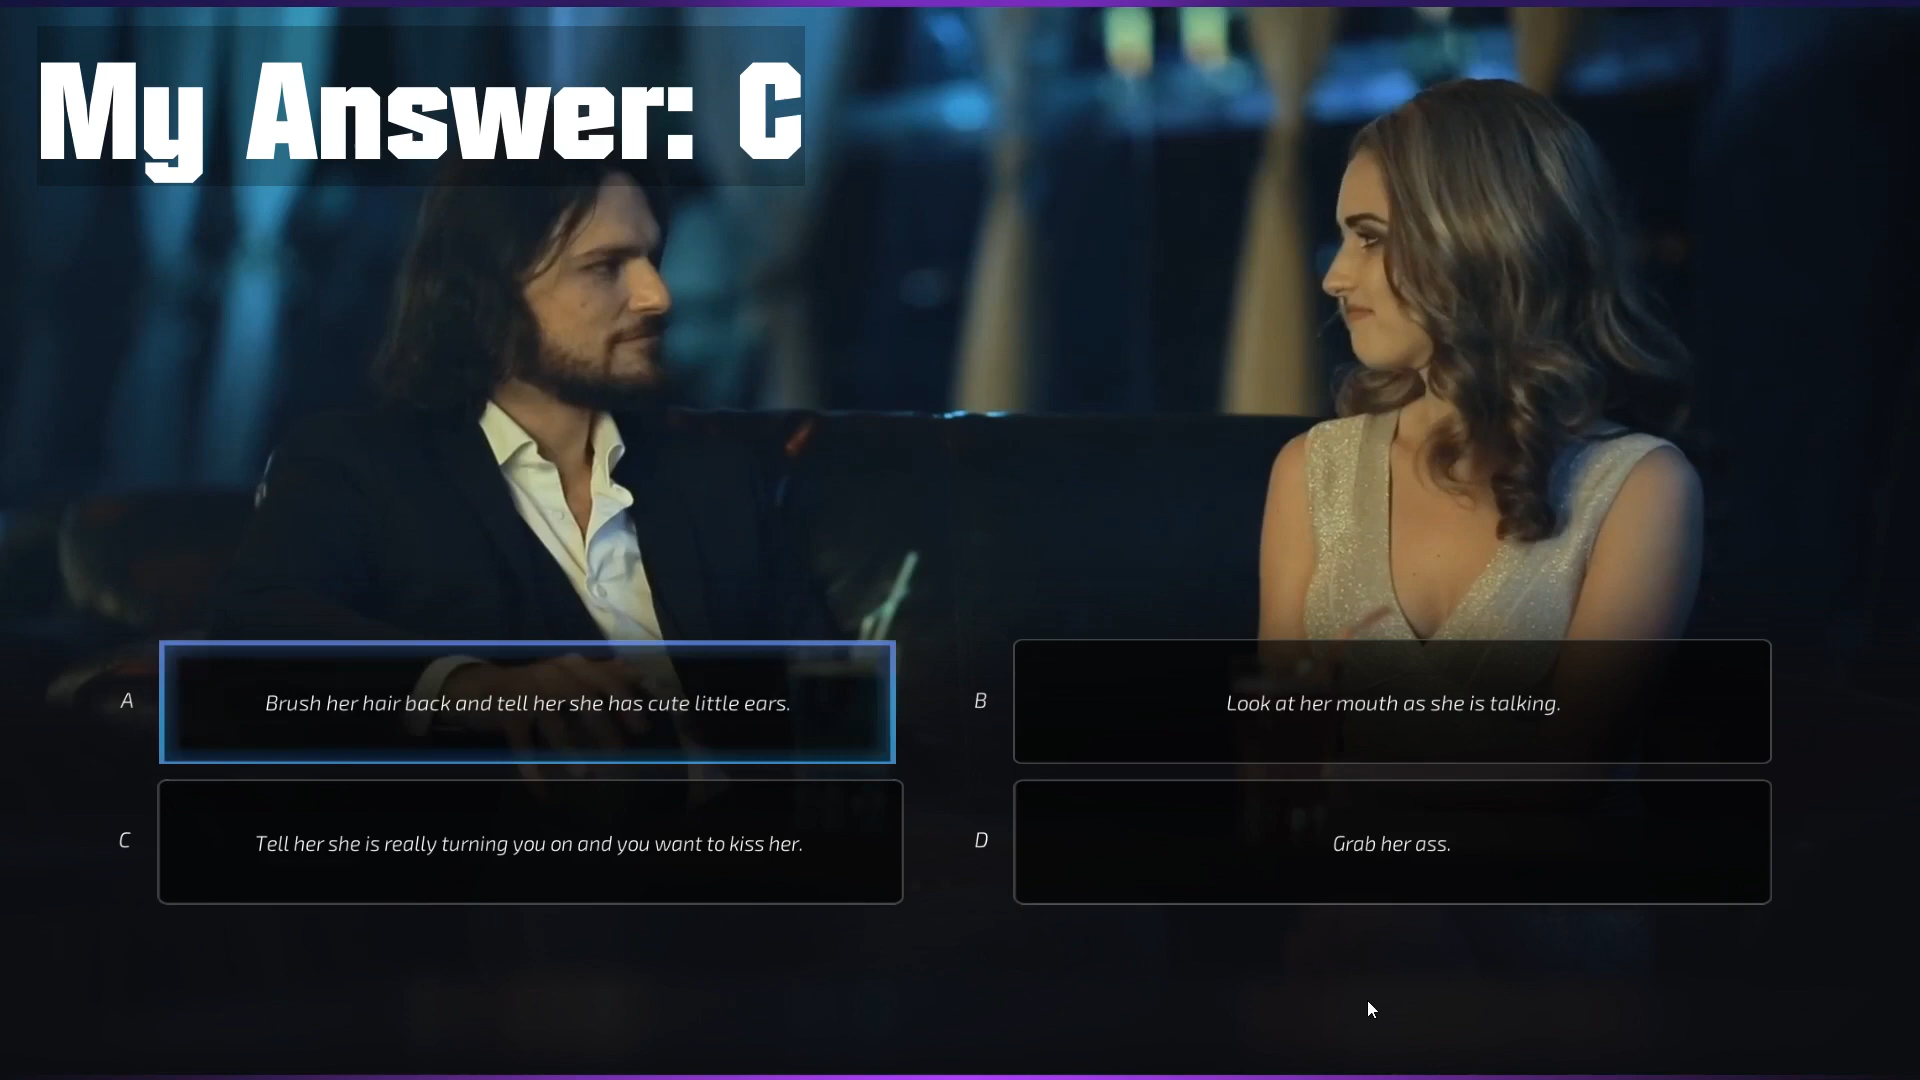 My Answer: C
A
Brush her hair back and tell her she has cute little ears.
B
Look at her mouth as she is talking.
C
Tell her she is really turning you on and you want to kiss her.
D
Grab her ass.